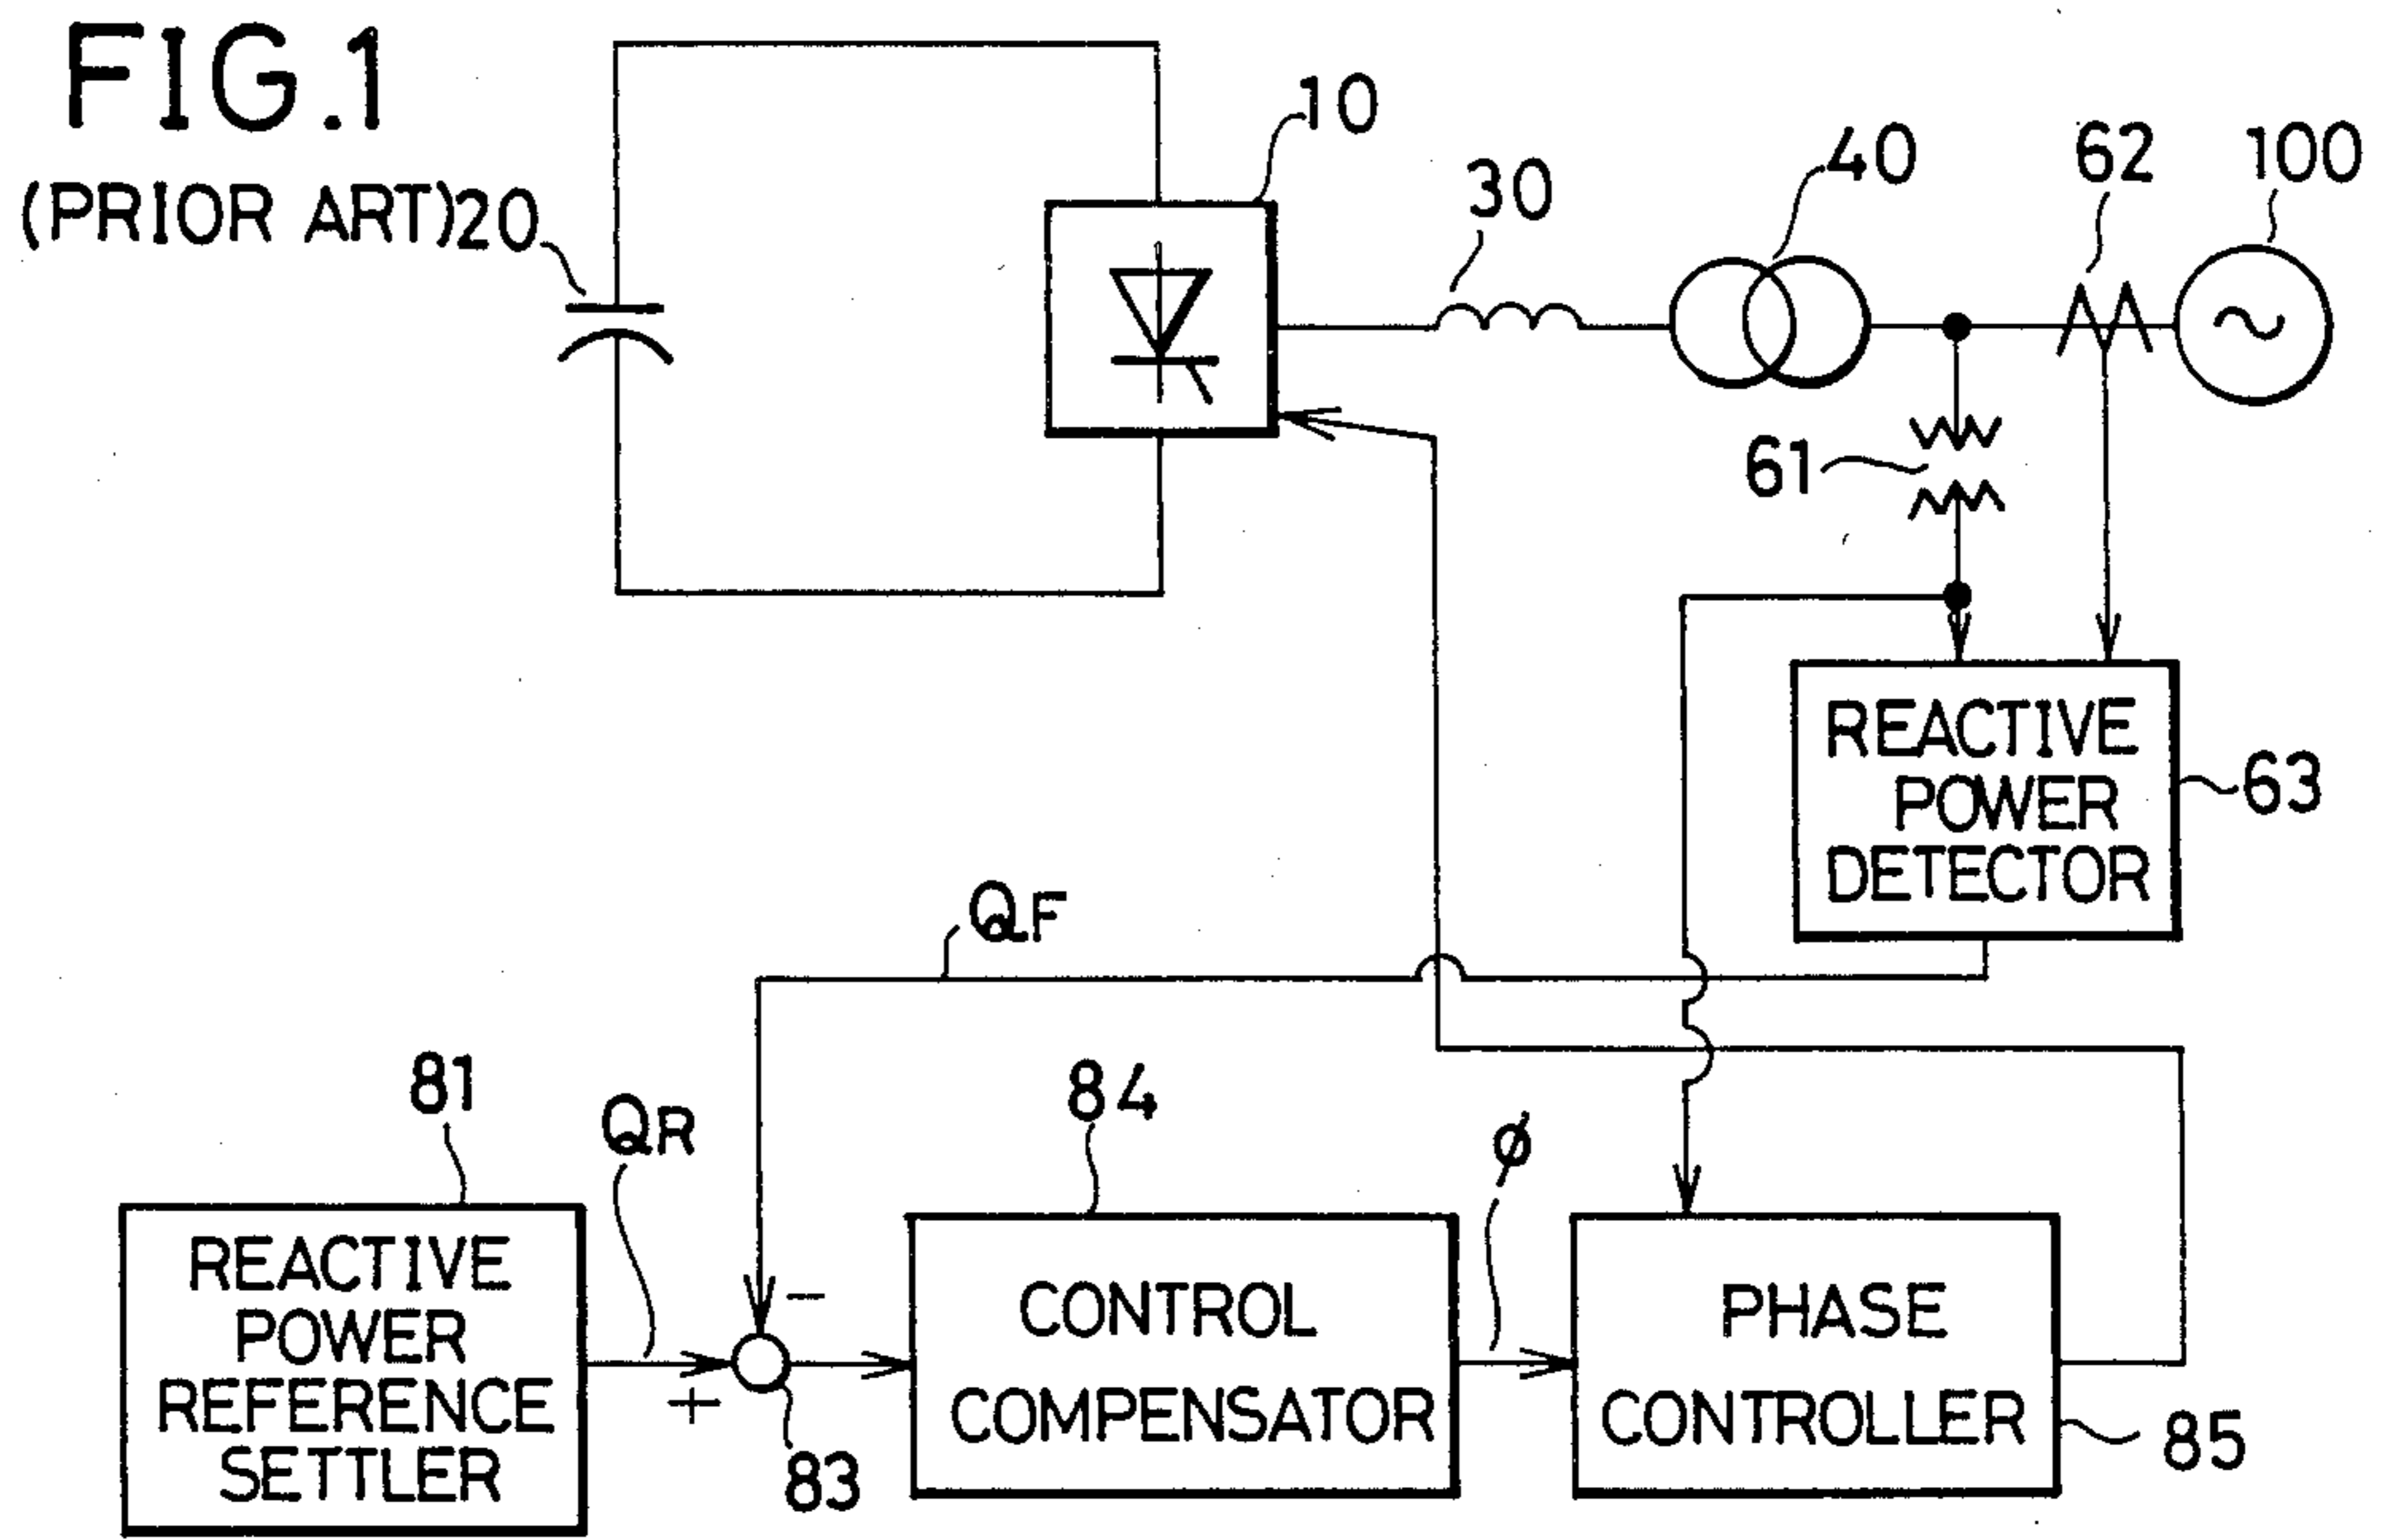 FIG.1
(PRIOR ART)
20
10
30
40
62
100
61
REACTIVE
POWER
DETECTOR
63
QF
81
QR
84
ø
REACTIVE
POWER
REFERENCE
SETTLER
+
-
83
CONTROL
COMPENSATOR
PHASE
CONTROLLER
85